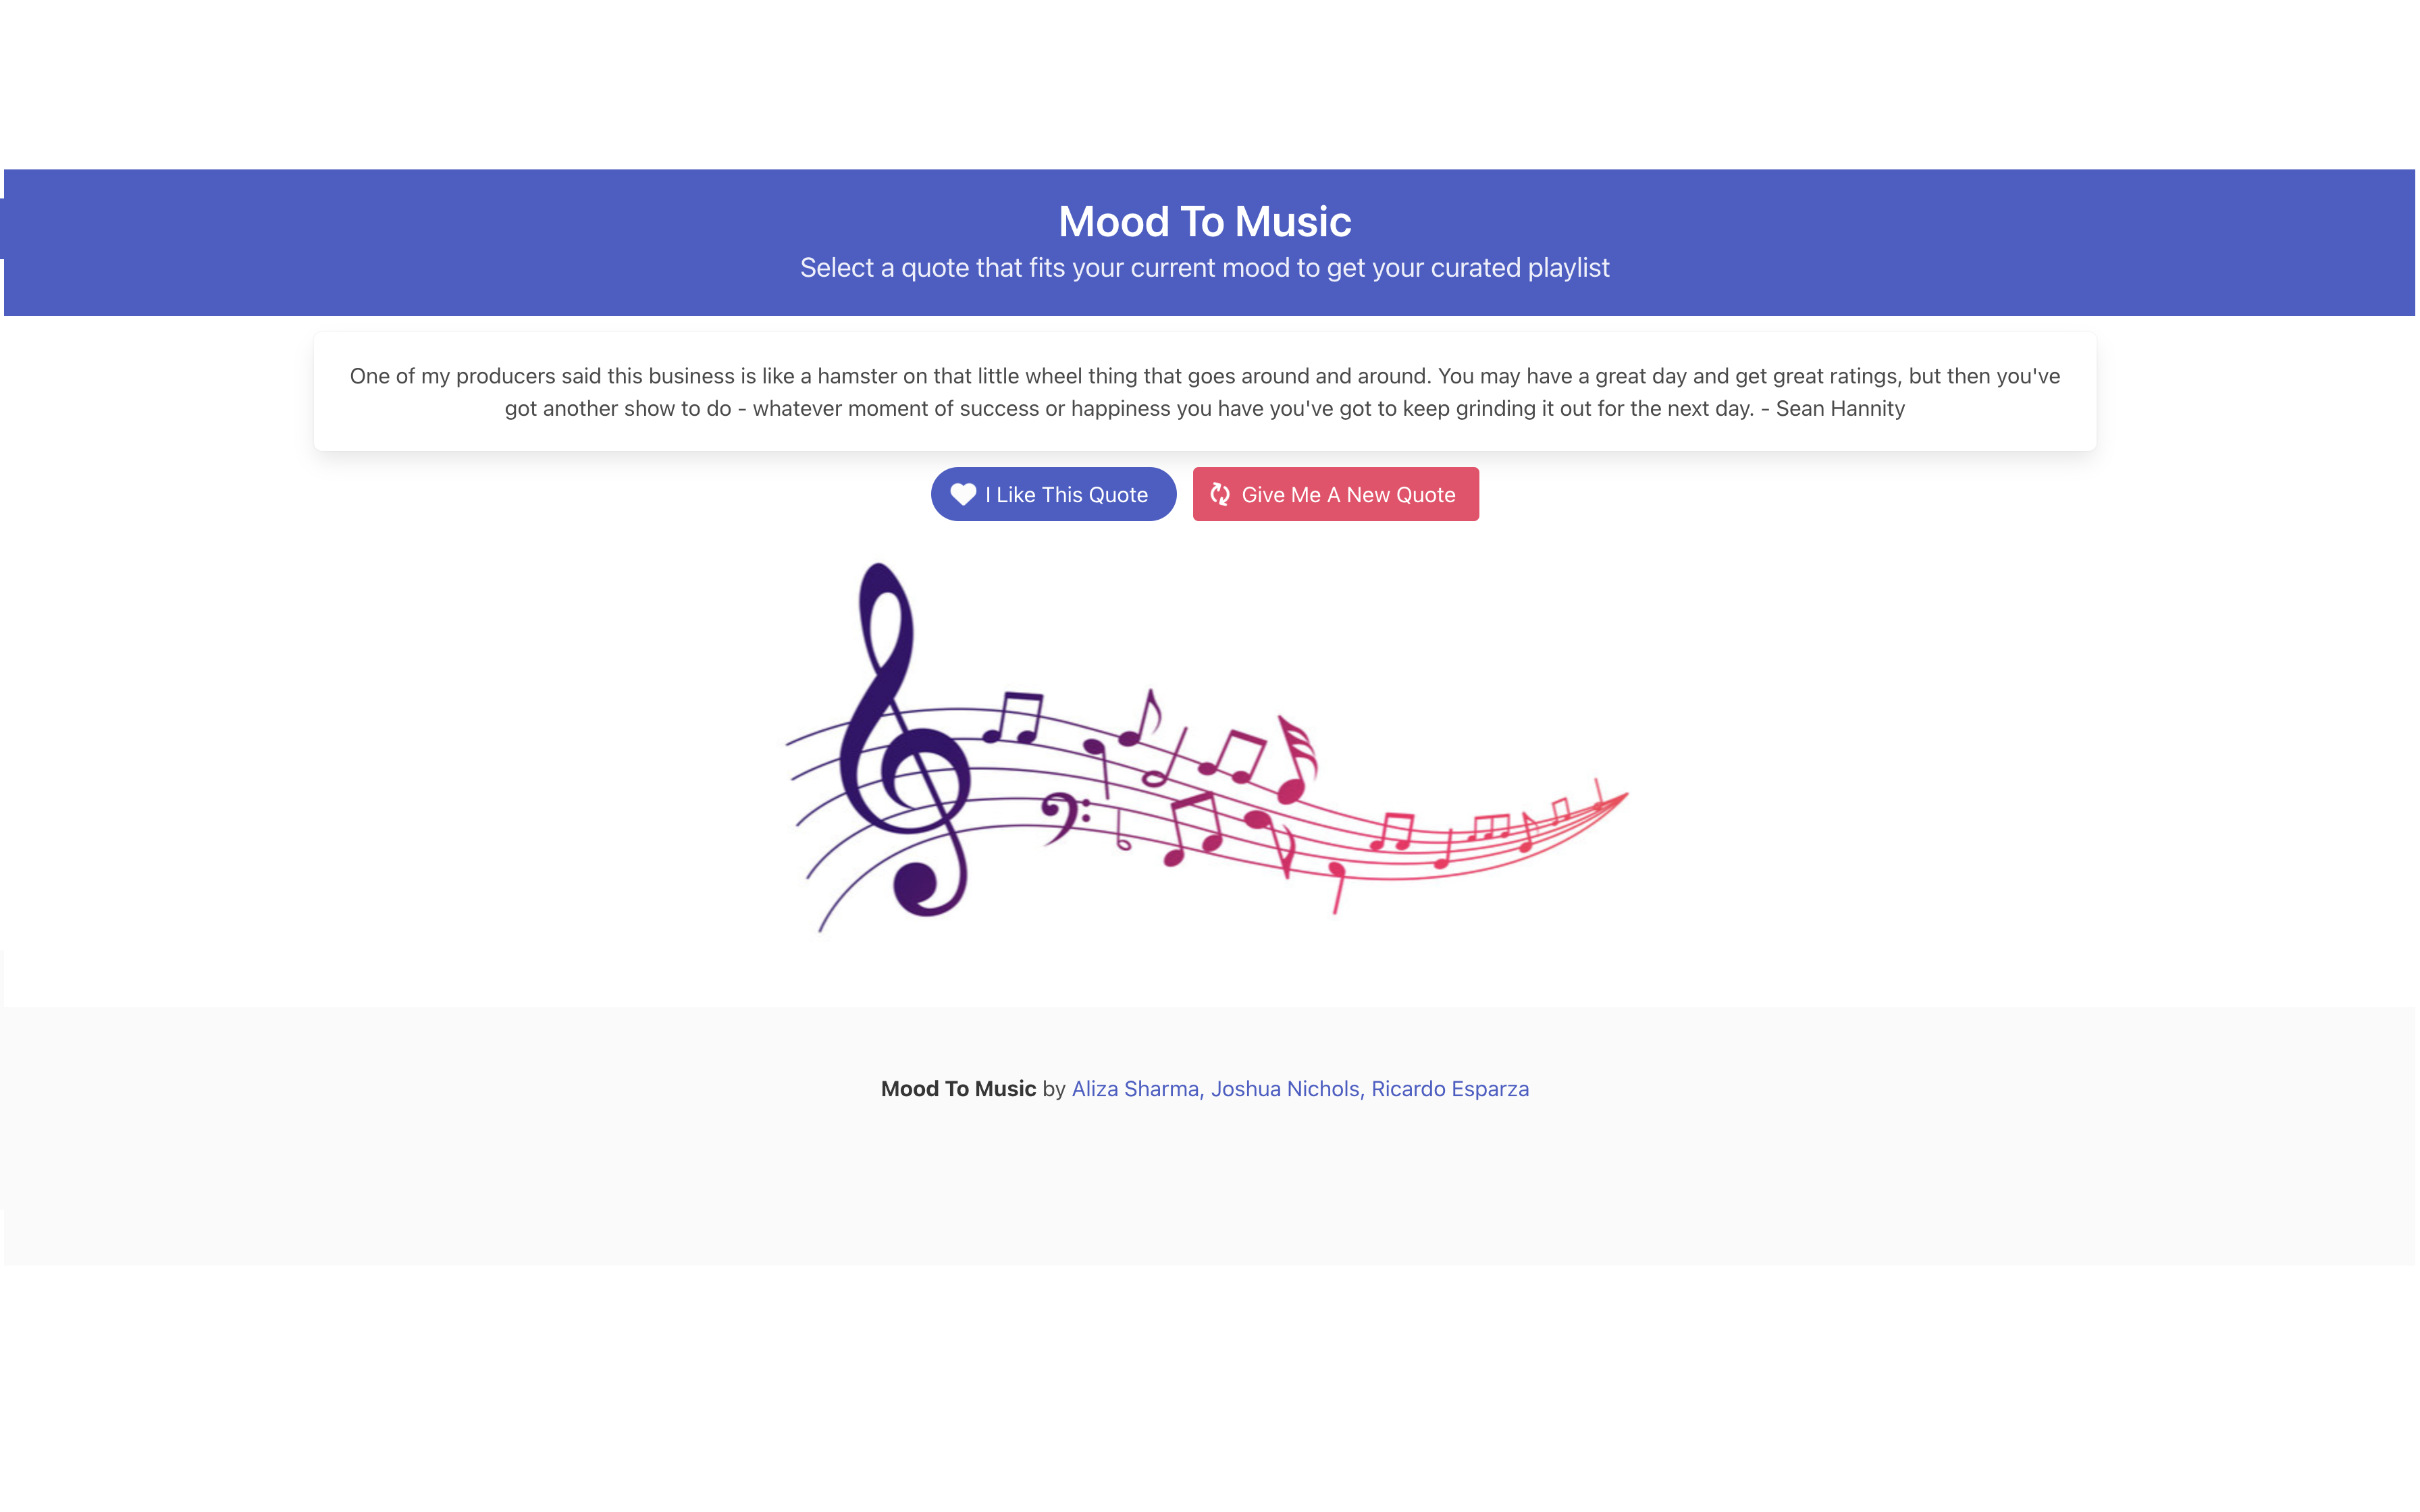 Mood To Music
Select a quote that fits your current mood to get your curated playlist
One of my producers said this business is like a hamster on that little wheel thing that goes around and around. You may have a great day and get great ratings, but then you've
got another show to do - whatever moment of success or happiness you have you've got to keep grinding it out for the next day. - Sean Hannity
I Like This Quote
Give Me A New Quote
Mood To Music by Aliza Sharma, Joshua Nichols, Ricardo Esparza